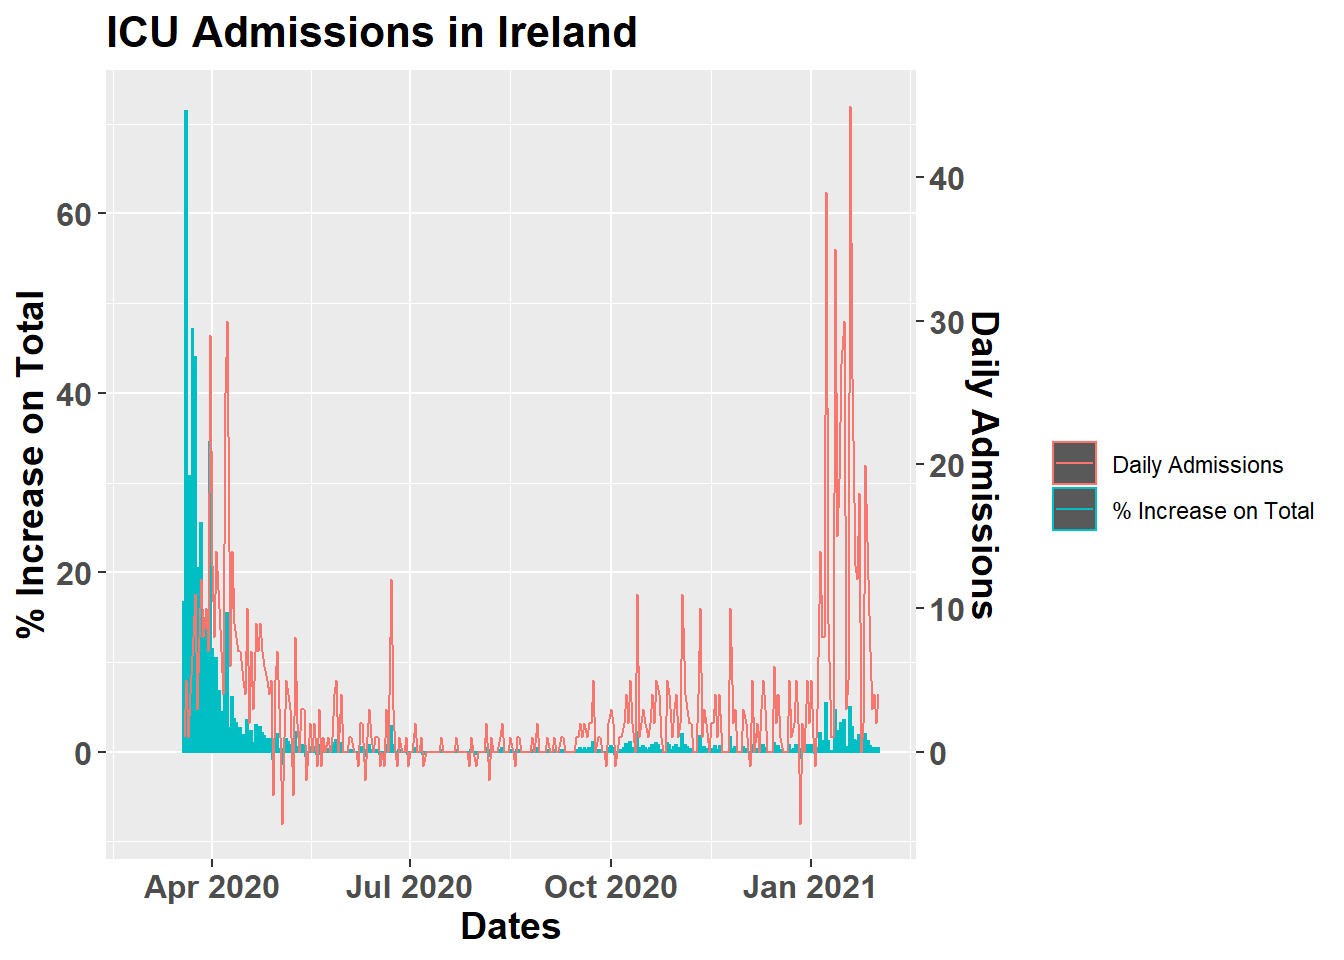 ICU Admissions in Ireland
% Increase on Total
60
40
20
0
40
30
20
10
0
Daily Admissions
Apr 2020
Jul 2020
Oct 2020
Jan 2021
Dates
Daily Admissions
% Increase on Total